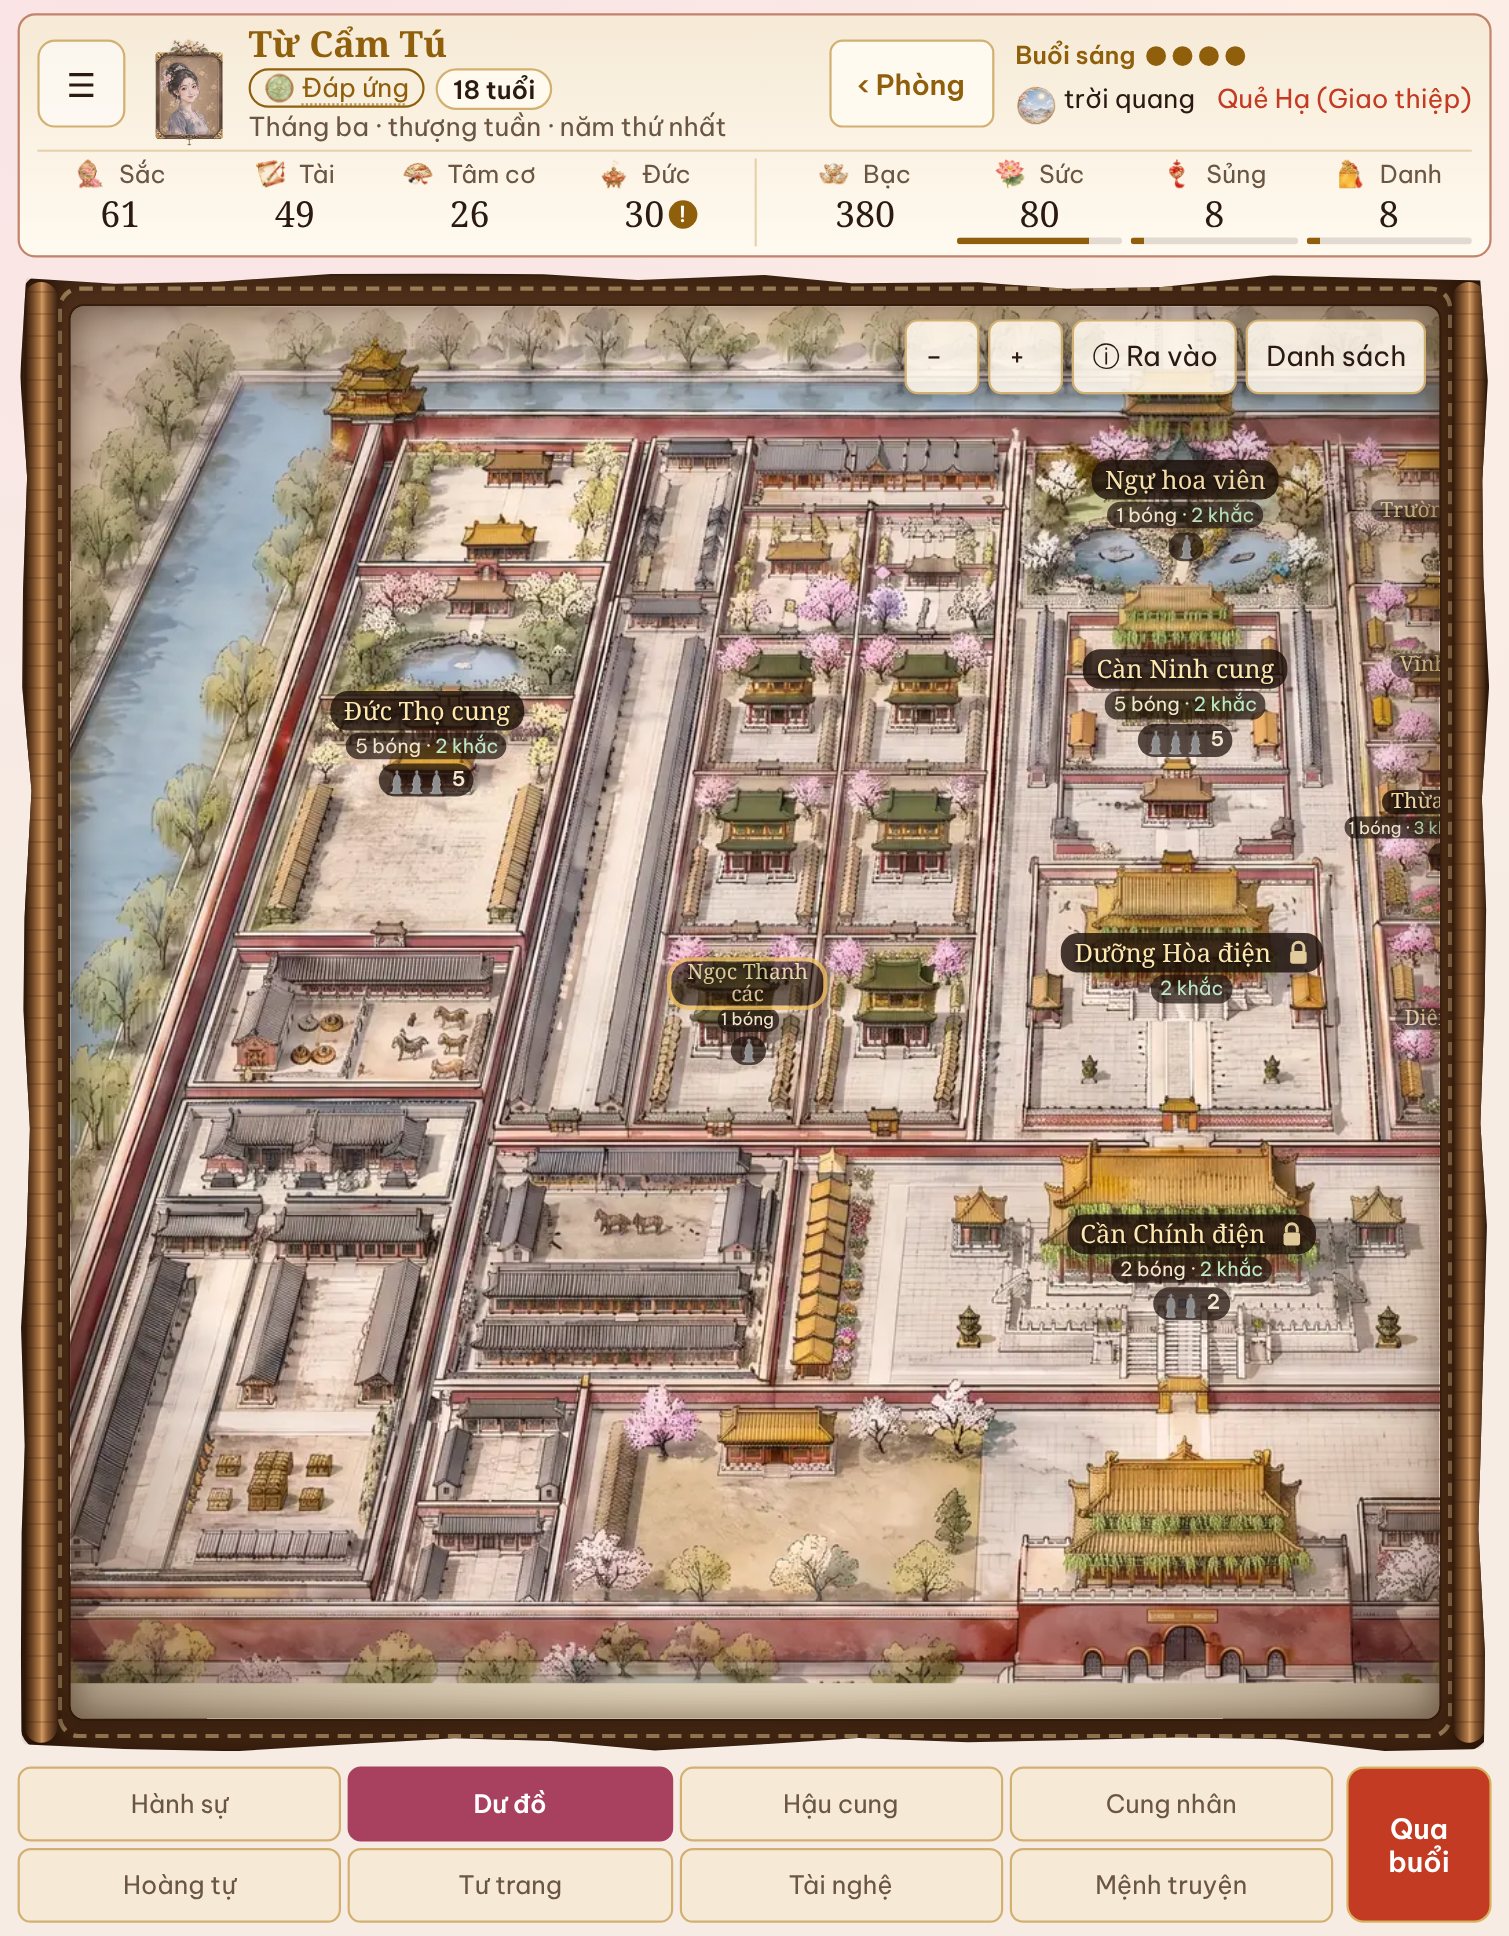 ☰
Từ Cẩm Tú
Đáp ứng
18 tuổi
Tháng ba · thượng tuần · năm thứ nhất
‹ Phòng
Buổi sáng
trời quang
Quẻ Hạ (Giao thiệp)
Sắc
61
Tài
49
Tâm cơ
26
Đức
30 !
Bạc
380
Sức
80
Sủng
8
Danh
8
−
+
ⓘ Ra vào
Danh sách
Ngự hoa viên
1 bóng · 2 khắc
Càn Ninh cung
5 bóng · 2 khắc
5
Đức Thọ cung
5 bóng · 2 khắc
5
Thừa
1 bóng · 3
Dưỡng Hòa điện
2 khắc
Ngọc Thanh
các
1 bóng
Cần Chính điện
2 bóng · 2 khắc
2
Hành sự
Dư đồ
Hậu cung
Cung nhân
Hoàng tự
Tư trang
Tài nghệ
Mệnh truyện
Qua
buổi